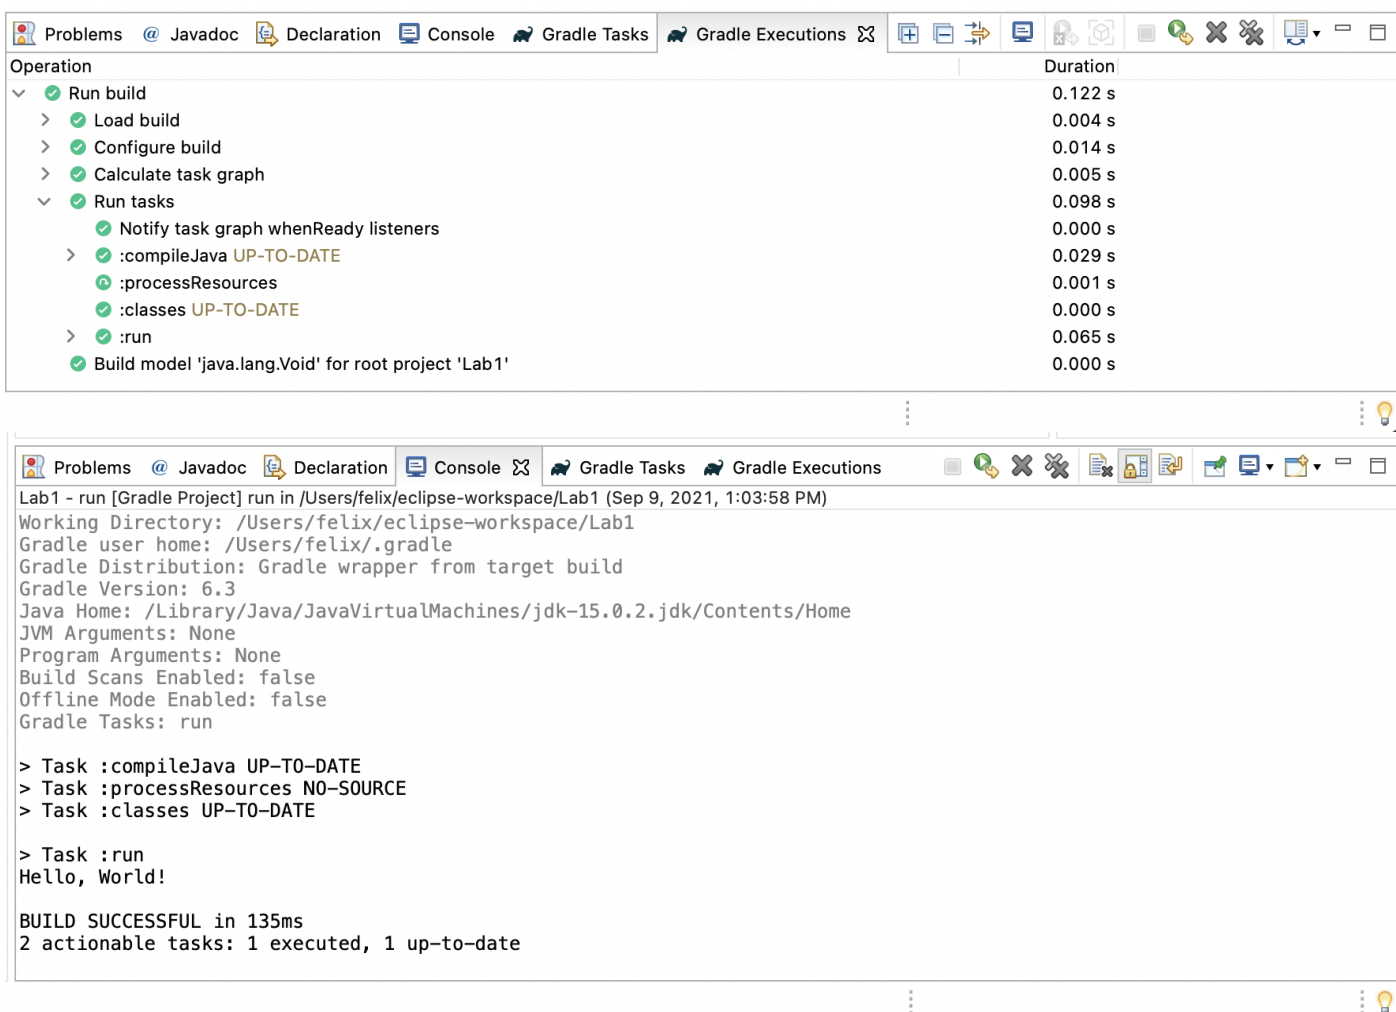 Problems @ Javadoc Declaration Console Gradle Tasks Gradle Executions
Operation Duration
Run build 0.122 s
Load build 0.004 s
Configure build 0.014 s
Calculate task graph 0.005 s
Run tasks 0.098 s
Notify task graph whenReady listeners 0.000 s
:compileJava UP-TO-DATE 0.029 s
:processResources 0.001 s
:classes UP-TO-DATE 0.000 s
:run 0.065 s
Build model 'java.lang.Void' for root project 'Lab1' 0.000 s
Problems @ Javadoc Declaration Console Gradle Tasks Gradle Executions
Lab1 - run [Gradle Project] run in /Users/felix/eclipse-workspace/Lab1 (Sep 9, 2021, 1:03:58 PM)
Working Directory: /Users/felix/eclipse-workspace/Lab1
Gradle user home: /Users/felix/.gradle
Gradle Distribution: Gradle wrapper from target build
Gradle Version: 6.3
Java Home: /Library/Java/JavaVirtualMachines/jdk-15.0.2.jdk/Contents/Home
JVM Arguments: None
Program Arguments: None
Build Scans Enabled: false
Offline Mode Enabled: false
Gradle Tasks: run
> Task :compileJava UP-TO-DATE
> Task :processResources NO-SOURCE
> Task :classes UP-TO-DATE
> Task :run
Hello, World!
BUILD SUCCESSFUL in 135ms
2 actionable tasks: 1 executed, 1 up-to-date